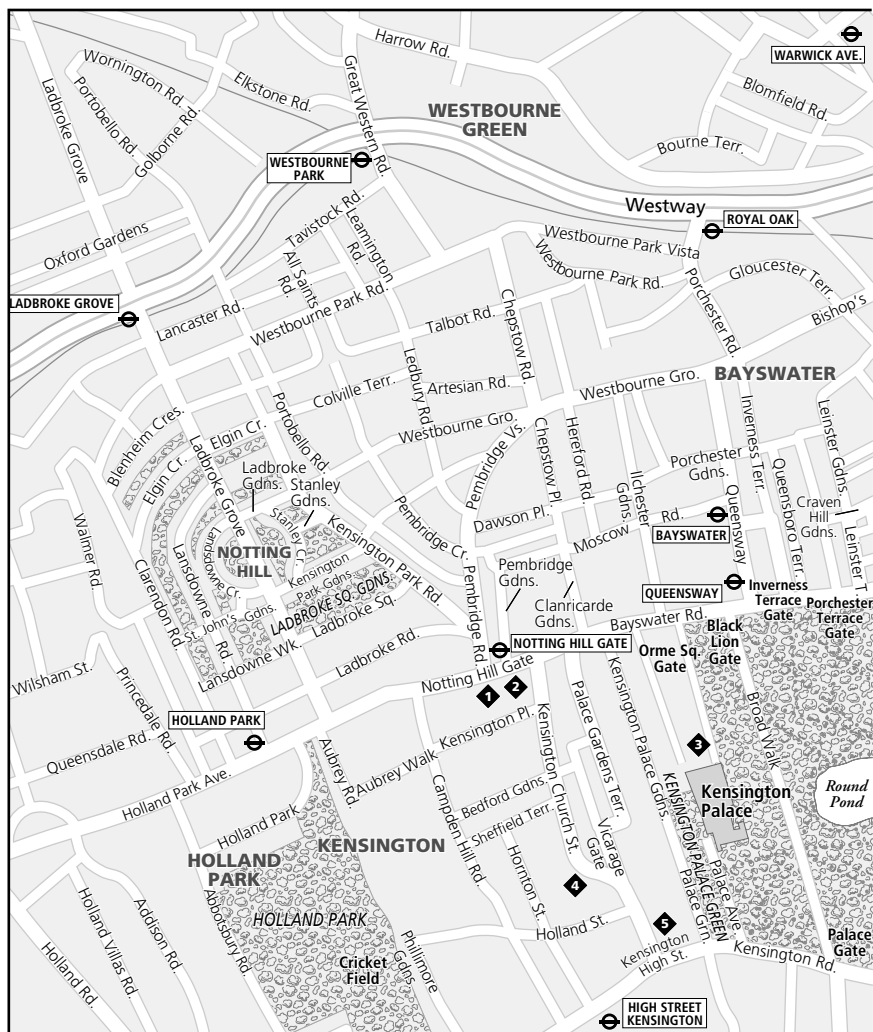 Harrow Rd.
WARWICK AVE.
Wornington Rd.
Elkstone Rd.
Great Western Rd.
Ladbroke Grove
Portobello Rd.
Golborne Rd.
WESTBOURNE
GREEN
Blomfield Rd.
Bourne Terr.
WESTBOURNE
PARK
Westway
ROYAL OAK
Tavistock Rd.
Leamington
Rd.
All Saints
Rd.
Oxford Gardens
Westbourne Park Vista
Westbourne Park Rd.
Gloucester Terr.
Porchester Rd.
Bishop's
LADBROKE GROVE
Lancaster Rd.
Westbourne Park Rd.
Talbot Rd.
Chepstow Rd.
Ledbury Rd.
Artesian Rd.
Colville Terr.
Westbourne Gro.
BAYSWATER
Blenheim Cres.
Elgin Cr.
Elgin Cr.
Portobello Rd.
Westbourne Gro.
Pembridge Vs.
Chepstow Pl.
Hereford Rd.
Ilchester
Gdns.
Porchester
Gdns.
Inverness Terr.
Queensway
Queensboro Terr.
Leinster Gdns.
Craven
Hill
Gdns.
Leinster T.
Ladbroke Grove
Ladbroke
Gdns.
Stanley
Gdns.
Stanley Cr.
Kensington Park Rd.
Pembridge Cr.
Dawson Pl.
Moscow Rd.
BAYSWATER
Walmer Rd.
Clarendon Rd.
Lansdowne Rd.
Lansdowne Cr.
NOTTING
HILL
Kensington
Park Gdns.
LADBROKE SQ. GDNS.
Ladbroke Sq.
St. John's Gdns.
Lansdowne Wk.
Ladbroke Rd.
Pembridge Rd.
Pembridge
Gdns.
Clanricarde
Gdns.
QUEENSWAY
Inverness
Terrace
Gate
Porchester
Terrace
Gate
Bayswater Rd.
Orme Sq.
Gate
Black
Lion
Gate
NOTTING HILL GATE
Notting Hill Gate
1
2
Wilsham St.
Princedale Rd.
HOLLAND PARK
Queensdale Rd.
Holland Park Ave.
Aubrey Rd.
Aubrey Walk
Kensington Pl.
Kensington Church St.
Palace Gardens Terr.
Kensington Palace Gdns.
Broad Walk
3
Kensington
Palace
Round
Pond
KENSINGTON PALACE GREEN
Palace Ave.
Palace Grn.
Bedford Gdns.
Sheffield Terr.
Vicarage
Gate
Campden Hill Rd.
Hornton St.
Holland Park
KENSINGTON
HOLLAND
PARK
HOLLAND PARK
Abbotsbury Rd.
Addison Rd.
Holland Villas Rd.
Holland Rd.
Cricket
Field
Phillimore
Gdns
4
Holland St.
5
Kensington
High St.
Kensington Rd.
Palace
Gate
HIGH STREET
KENSINGTON